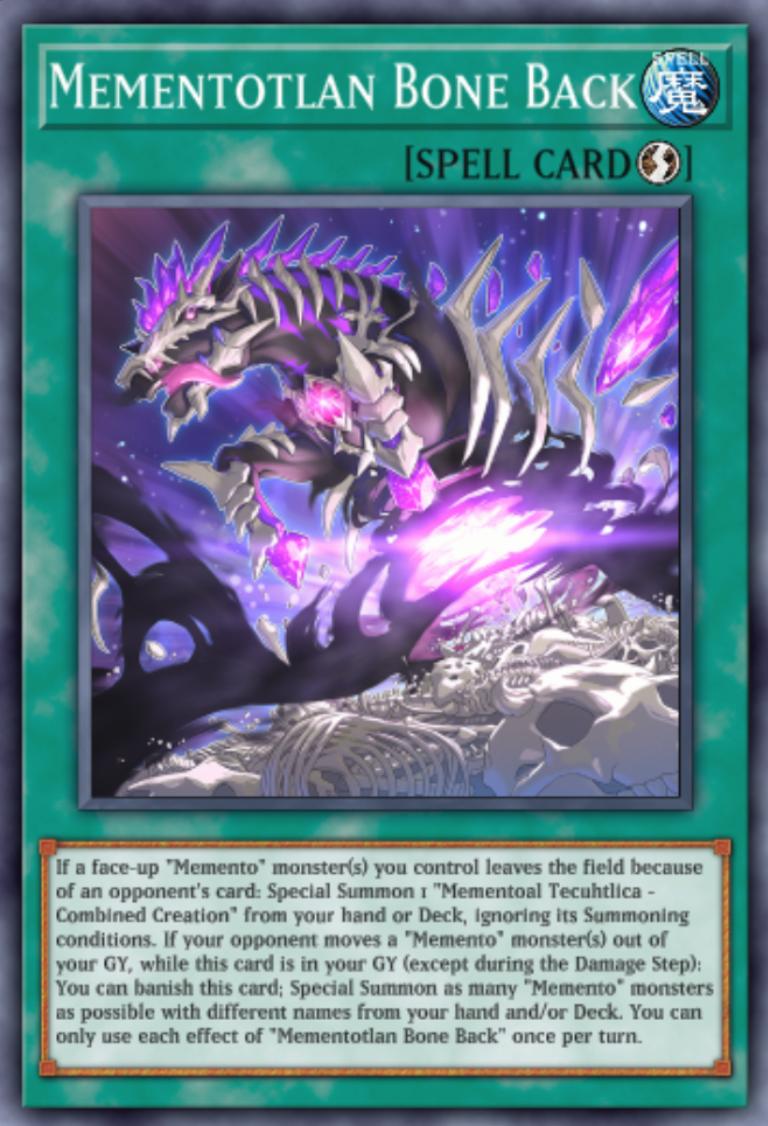 MEMENTOTLAN BONE BACK
SPELL
魔
[SPELL CARD]
If a face-up "Memento" monster(s) you control leaves the field because
of an opponent's card: Special Summon 1 "Mementoal Tecuhtlica -
Combined Creation" from your hand or Deck, ignoring its Summoning
conditions. If your opponent moves a "Memento" monster(s) out of
your GY, while this card is in your GY (except during the Damage Step):
You can banish this card; Special Summon as many "Memento" monsters
as possible with different names from your hand and/or Deck. You can
only use each effect of "Mementotlan Bone Back" once per turn.